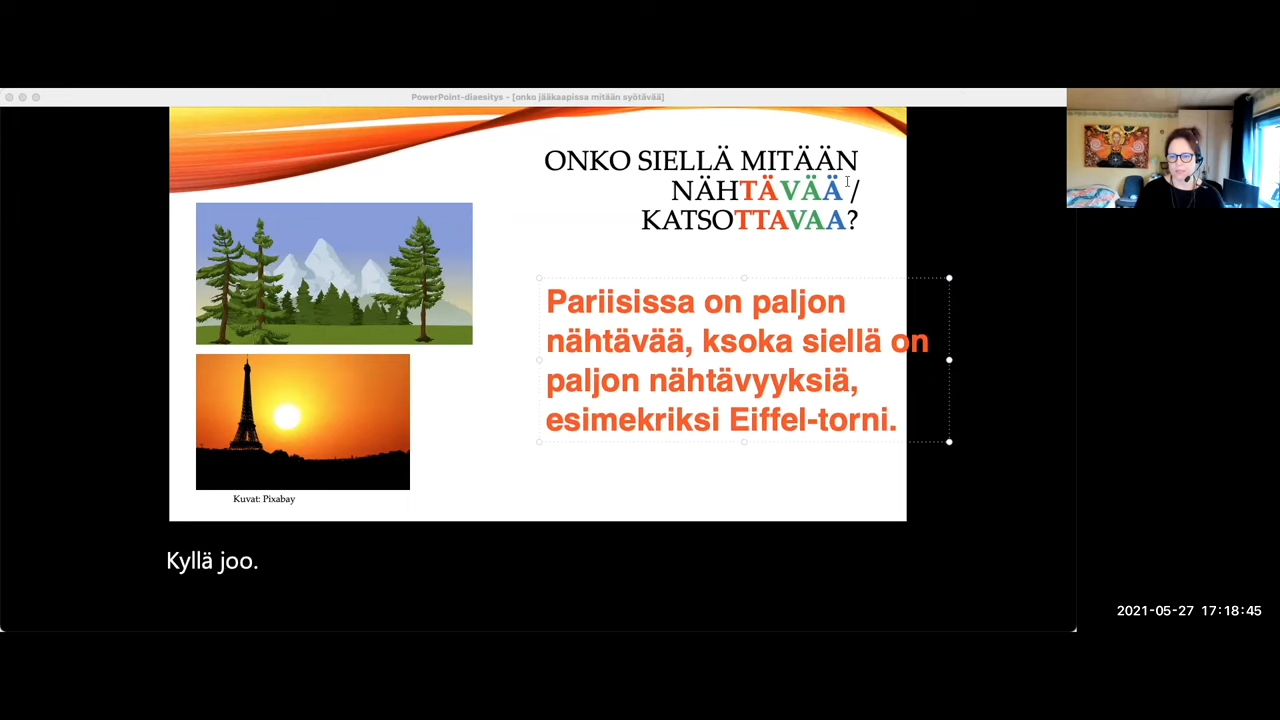 PowerPoint-diaesitys - [onko jääkaapissa mitään syötävää]
ONKO SIELLÄ MITÄÄN
NÄHTÄVÄÄ /
KATSOTTAVAA?
Pariisissa on paljon
nähtävää, ksoka siellä on
paljon nähtävyyksiä,
esimekriksi Eiffel-torni.
Kuvat: Pixabay
Kyllä joo.
2021-05-27 17:18:45